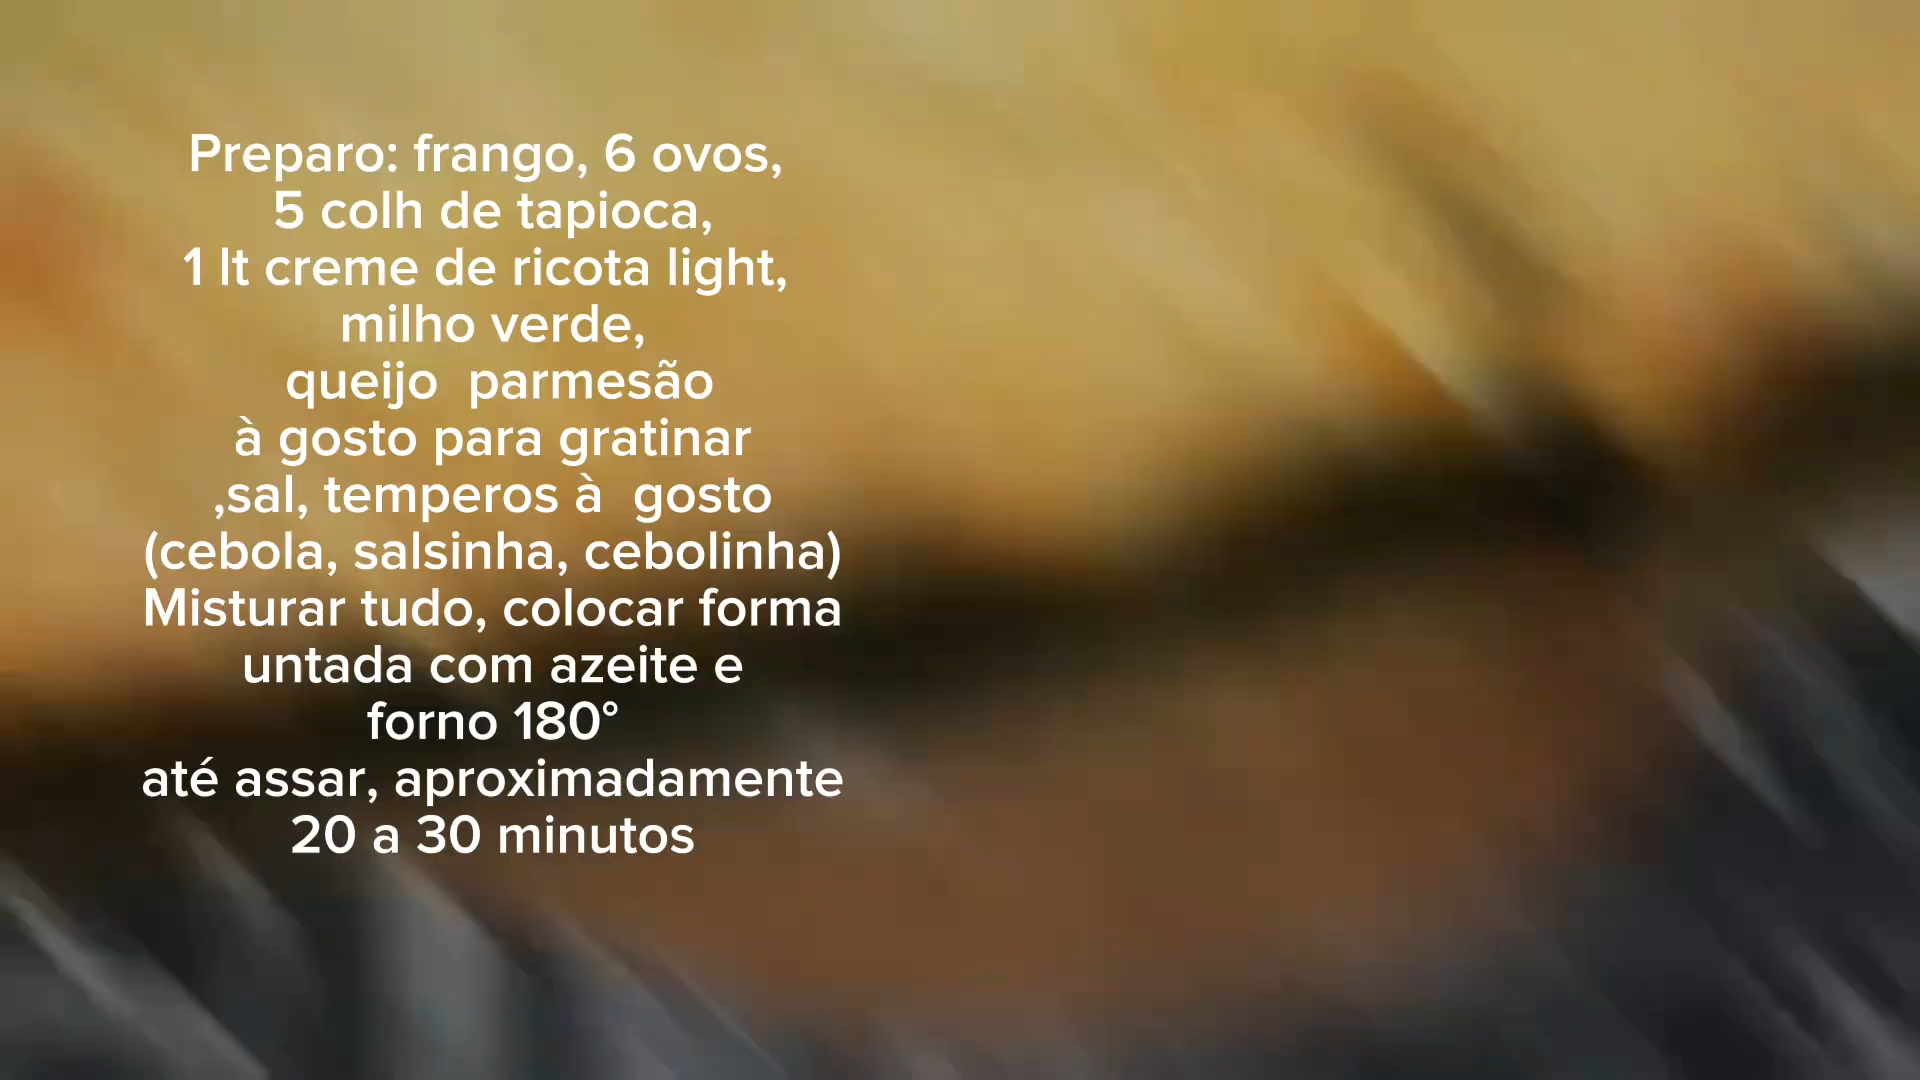 Preparo: frango, 6 ovos,
5 colh de tapioca,
1 lt creme de ricota light,
milho verde,
queijo  parmesão
à gosto para gratinar
,sal, temperos à  gosto
(cebola, salsinha, cebolinha)
Misturar tudo, colocar forma
untada com azeite e
forno 180°
até assar, aproximadamente
20 a 30 minutos